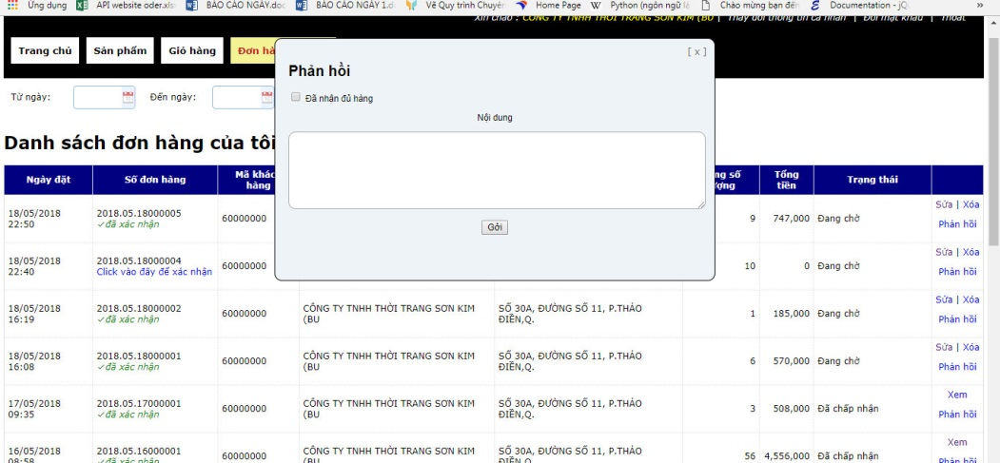 Ứng dụng API website oder.xls BÁO CÁO NGÀY.doc BÁO CÁO NGÀY 1.d Vẽ Quy trình Chuyên Home Page Python (ngôn ngữ lậ Chào mừng bạn đến Documentation - jQ »
Xin chào : CÔNG TY TNHH THỜI TRANG SƠN KIM (BU | Thay đổi thông tin cá nhân | Đổi mật khẩu | Thoát
Trang chủ Sản phẩm Giỏ hàng Đơn hà
[ x ]
Phản hồi
Đã nhận đủ hàng
Nội dung
Gởi
Từ ngày: Đến ngày:
Danh sách đơn hàng của tôi
Ngày đặt Số đơn hàng Mã khác hàng ng số ượng Tổng tiền Trạng thái
18/05/2018 2018.05.18000005 Sửa | Xóa
22:50 ✓đã xác nhận 60000000 9 747,000 Đang chờ Phản hồi
18/05/2018 2018.05.18000004 Sửa | Xóa
22:40 Click vào đây để xác nhận 60000000 10 0 Đang chờ Phản hồi
18/05/2018 2018.05.18000002 60000000 CÔNG TY TNHH THỜI TRANG SƠN KIM SỐ 30A, ĐƯỜNG SỐ 11, P.THẢO 1 185,000 Đang chờ Sửa | Xóa
16:19 ✓đã xác nhận (BU ĐIỀN,Q. Phản hồi
18/05/2018 2018.05.18000001 60000000 CÔNG TY TNHH THỜI TRANG SƠN KIM SỐ 30A, ĐƯỜNG SỐ 11, P.THẢO 6 570,000 Đang chờ Sửa | Xóa
16:08 ✓đã xác nhận (BU ĐIỀN,Q. Phản hồi
17/05/2018 2018.05.17000001 60000000 CÔNG TY TNHH THỜI TRANG SƠN KIM SỐ 30A, ĐƯỜNG SỐ 11, P.THẢO 3 508,000 Đã chấp nhận Xem
09:35 ✓đã xác nhận (BU ĐIỀN,Q. Phản hồi
16/05/2018 2018.05.16000001 60000000 CÔNG TY TNHH THỜI TRANG SƠN KIM SỐ 30A, ĐƯỜNG SỐ 11, P.THẢO 56 4,556,000 Đã chấp nhận Xem
08:58 ✓đã xác nhận (BU ĐIỀN,Q. Phản hồi